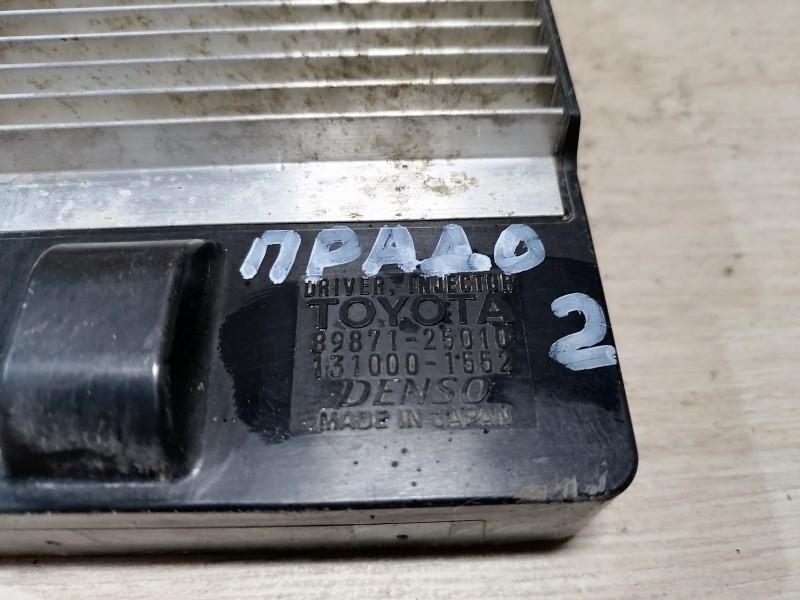 ПРАДО
2
DRIVER, INJECTOR
TOYOTA
89871-25010
131000-1552
DENSO
MADE IN JAPAN